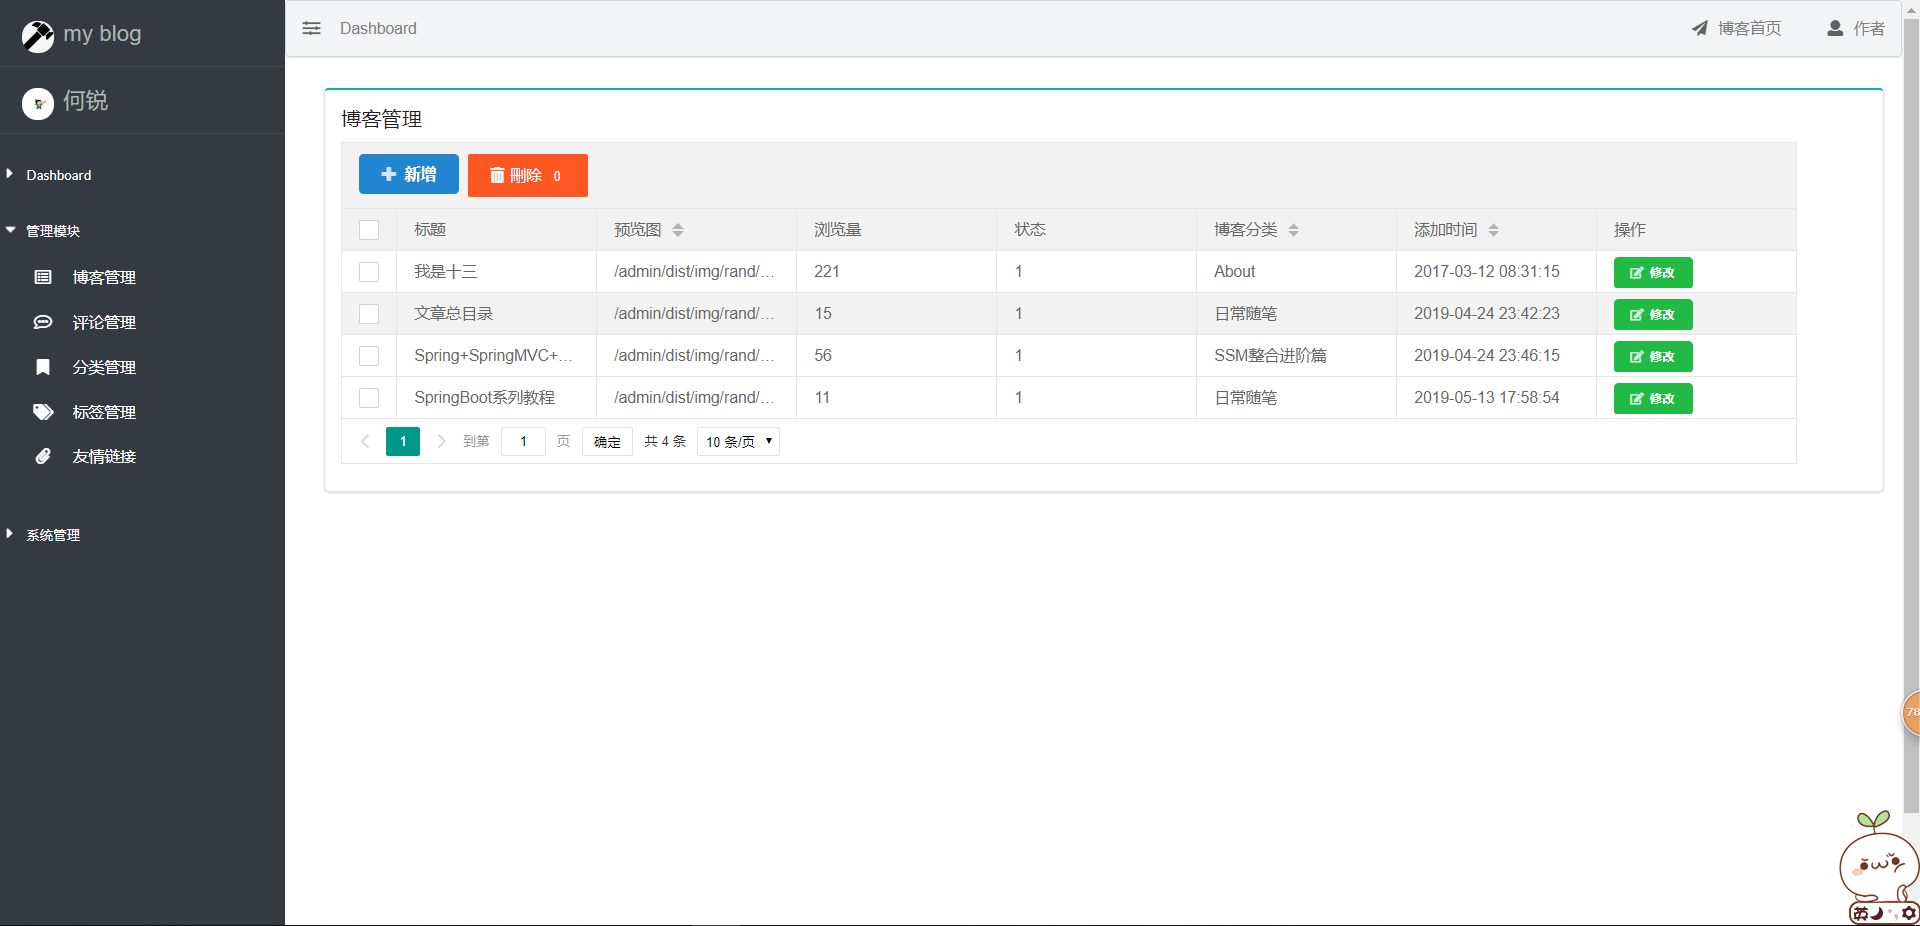 my blog
何锐
Dashboard
管理模块
博客管理
评论管理
分类管理
标签管理
友情链接
系统管理
Dashboard
博客首页
作者
博客管理
新增
刪除 0
标题 预览图 浏览量 状态 博客分类 添加时间 操作
我是十三 /admin/dist/img/rand/... 221 1 About 2017-03-12 08:31:15 修改
文章总目录 /admin/dist/img/rand/... 15 1 日常随笔 2019-04-24 23:42:23 修改
Spring+SpringMVC+... /admin/dist/img/rand/... 56 1 SSM整合进阶篇 2019-04-24 23:46:15 修改
SpringBoot系列教程 /admin/dist/img/rand/... 11 1 日常随笔 2019-05-13 17:58:54 修改
1 到第 1 页 确定 共 4 条 10 条/页
78
英